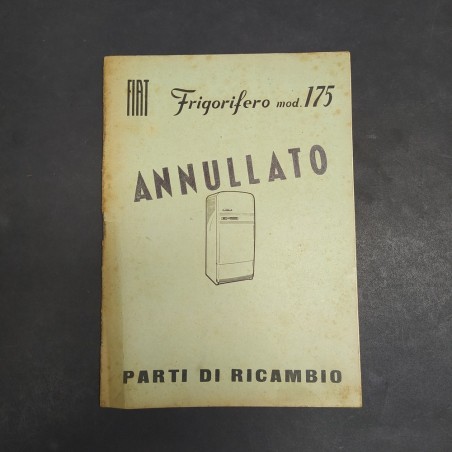 FIAT Frigorifero mod. 175
ANNULLATO
PARTI DI RICAMBIO